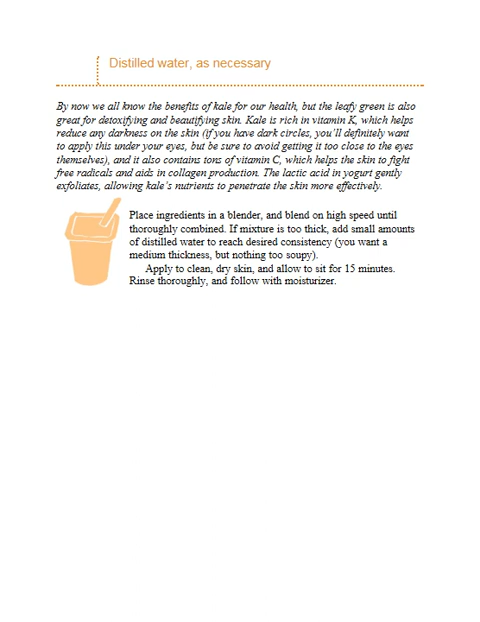 Distilled water, as necessary
By now we all know the benefits of kale for our health, but the leafy green is also
great for detoxifying and beautifying skin. Kale is rich in vitamin K, which helps
reduce any darkness on the skin (if you have dark circles, you’ll definitely want
to apply this under your eyes, but be sure to avoid getting it too close to the eyes
themselves), and it also contains tons of vitamin C, which helps the skin to fight
free radicals and aids in collagen production. The lactic acid in yogurt gently
exfoliates, allowing kale’s nutrients to penetrate the skin more effectively.
Place ingredients in a blender, and blend on high speed until
thoroughly combined. If mixture is too thick, add small amounts
of distilled water to reach desired consistency (you want a
medium thickness, but nothing too soupy).
Apply to clean, dry skin, and allow to sit for 15 minutes.
Rinse thoroughly, and follow with moisturizer.